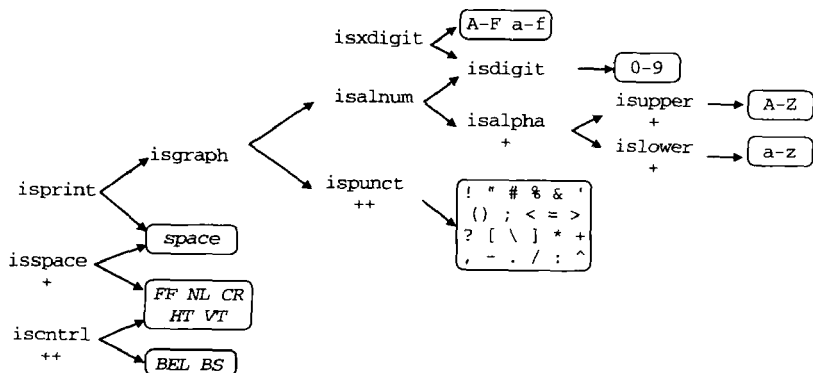 isxdigit
A-F a-f
isdigit
0-9
isalnum
isupper
+
A-Z
isalpha
+
islower
+
a-z
isgraph
isprint
ispunct
++
! " # % & '
() ; < = >
? [ \ ] * +
, - . / : ^
space
isspace
+
FF NL CR
HT VT
iscntrl
++
BEL BS